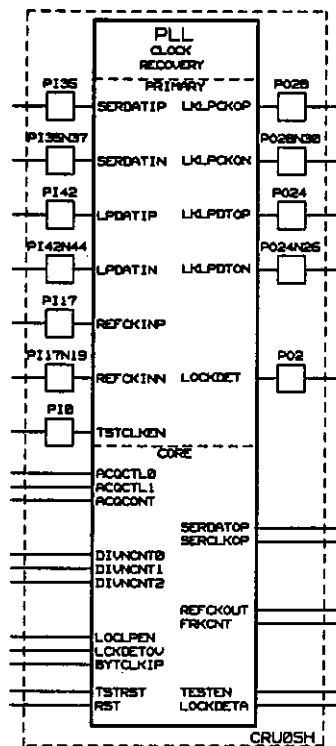 PLL
CLOCK
RECOVERY
PRIMARY
PI35 PO28
SERDATIP LKLPCKOP
PI35N37 PO28N30
SERDATIN LKLPCKON
PI42 PO24
LPDATIP LKLPDTOP
PI42N44 PO24N26
LPDATIN LKLPDTON
PI17
REFCKINP
PI17N19 PO2
REFCKINN LOCKDET
PI0
TSTCLKEN
CORE
ACQCTL0
ACQCTL1
ACQCONT
SERDATOP
SERCLKOP
DIVNCNT0
DIVNCNT1
DIVNCNT2
REFCKOUT
FRKCNT
LOCLPEN
LCKDETOV
BYTCLKIP
TSTRST TESTEN
RST LOCKDETA
CRU05H